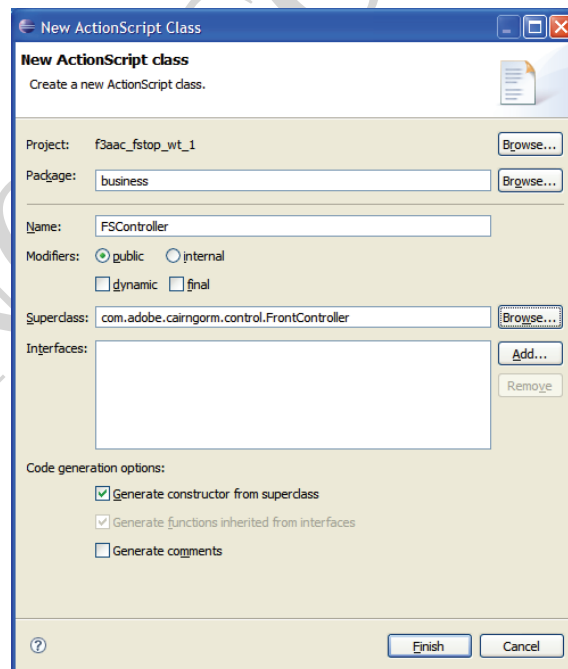 New ActionScript Class
New ActionScript class
Create a new ActionScript class.
Project: f3aac_fstop_wt_1 Browse...
Package: business Browse...
Name: FSController
Modifiers: public internal
dynamic final
Superclass: com.adobe.cairngorm.control.FrontController Browse...
Interfaces: Add...
Remove
Code generation options:
Generate constructor from superclass
Generate functions inherited from interfaces
Generate comments
? Finish Cancel